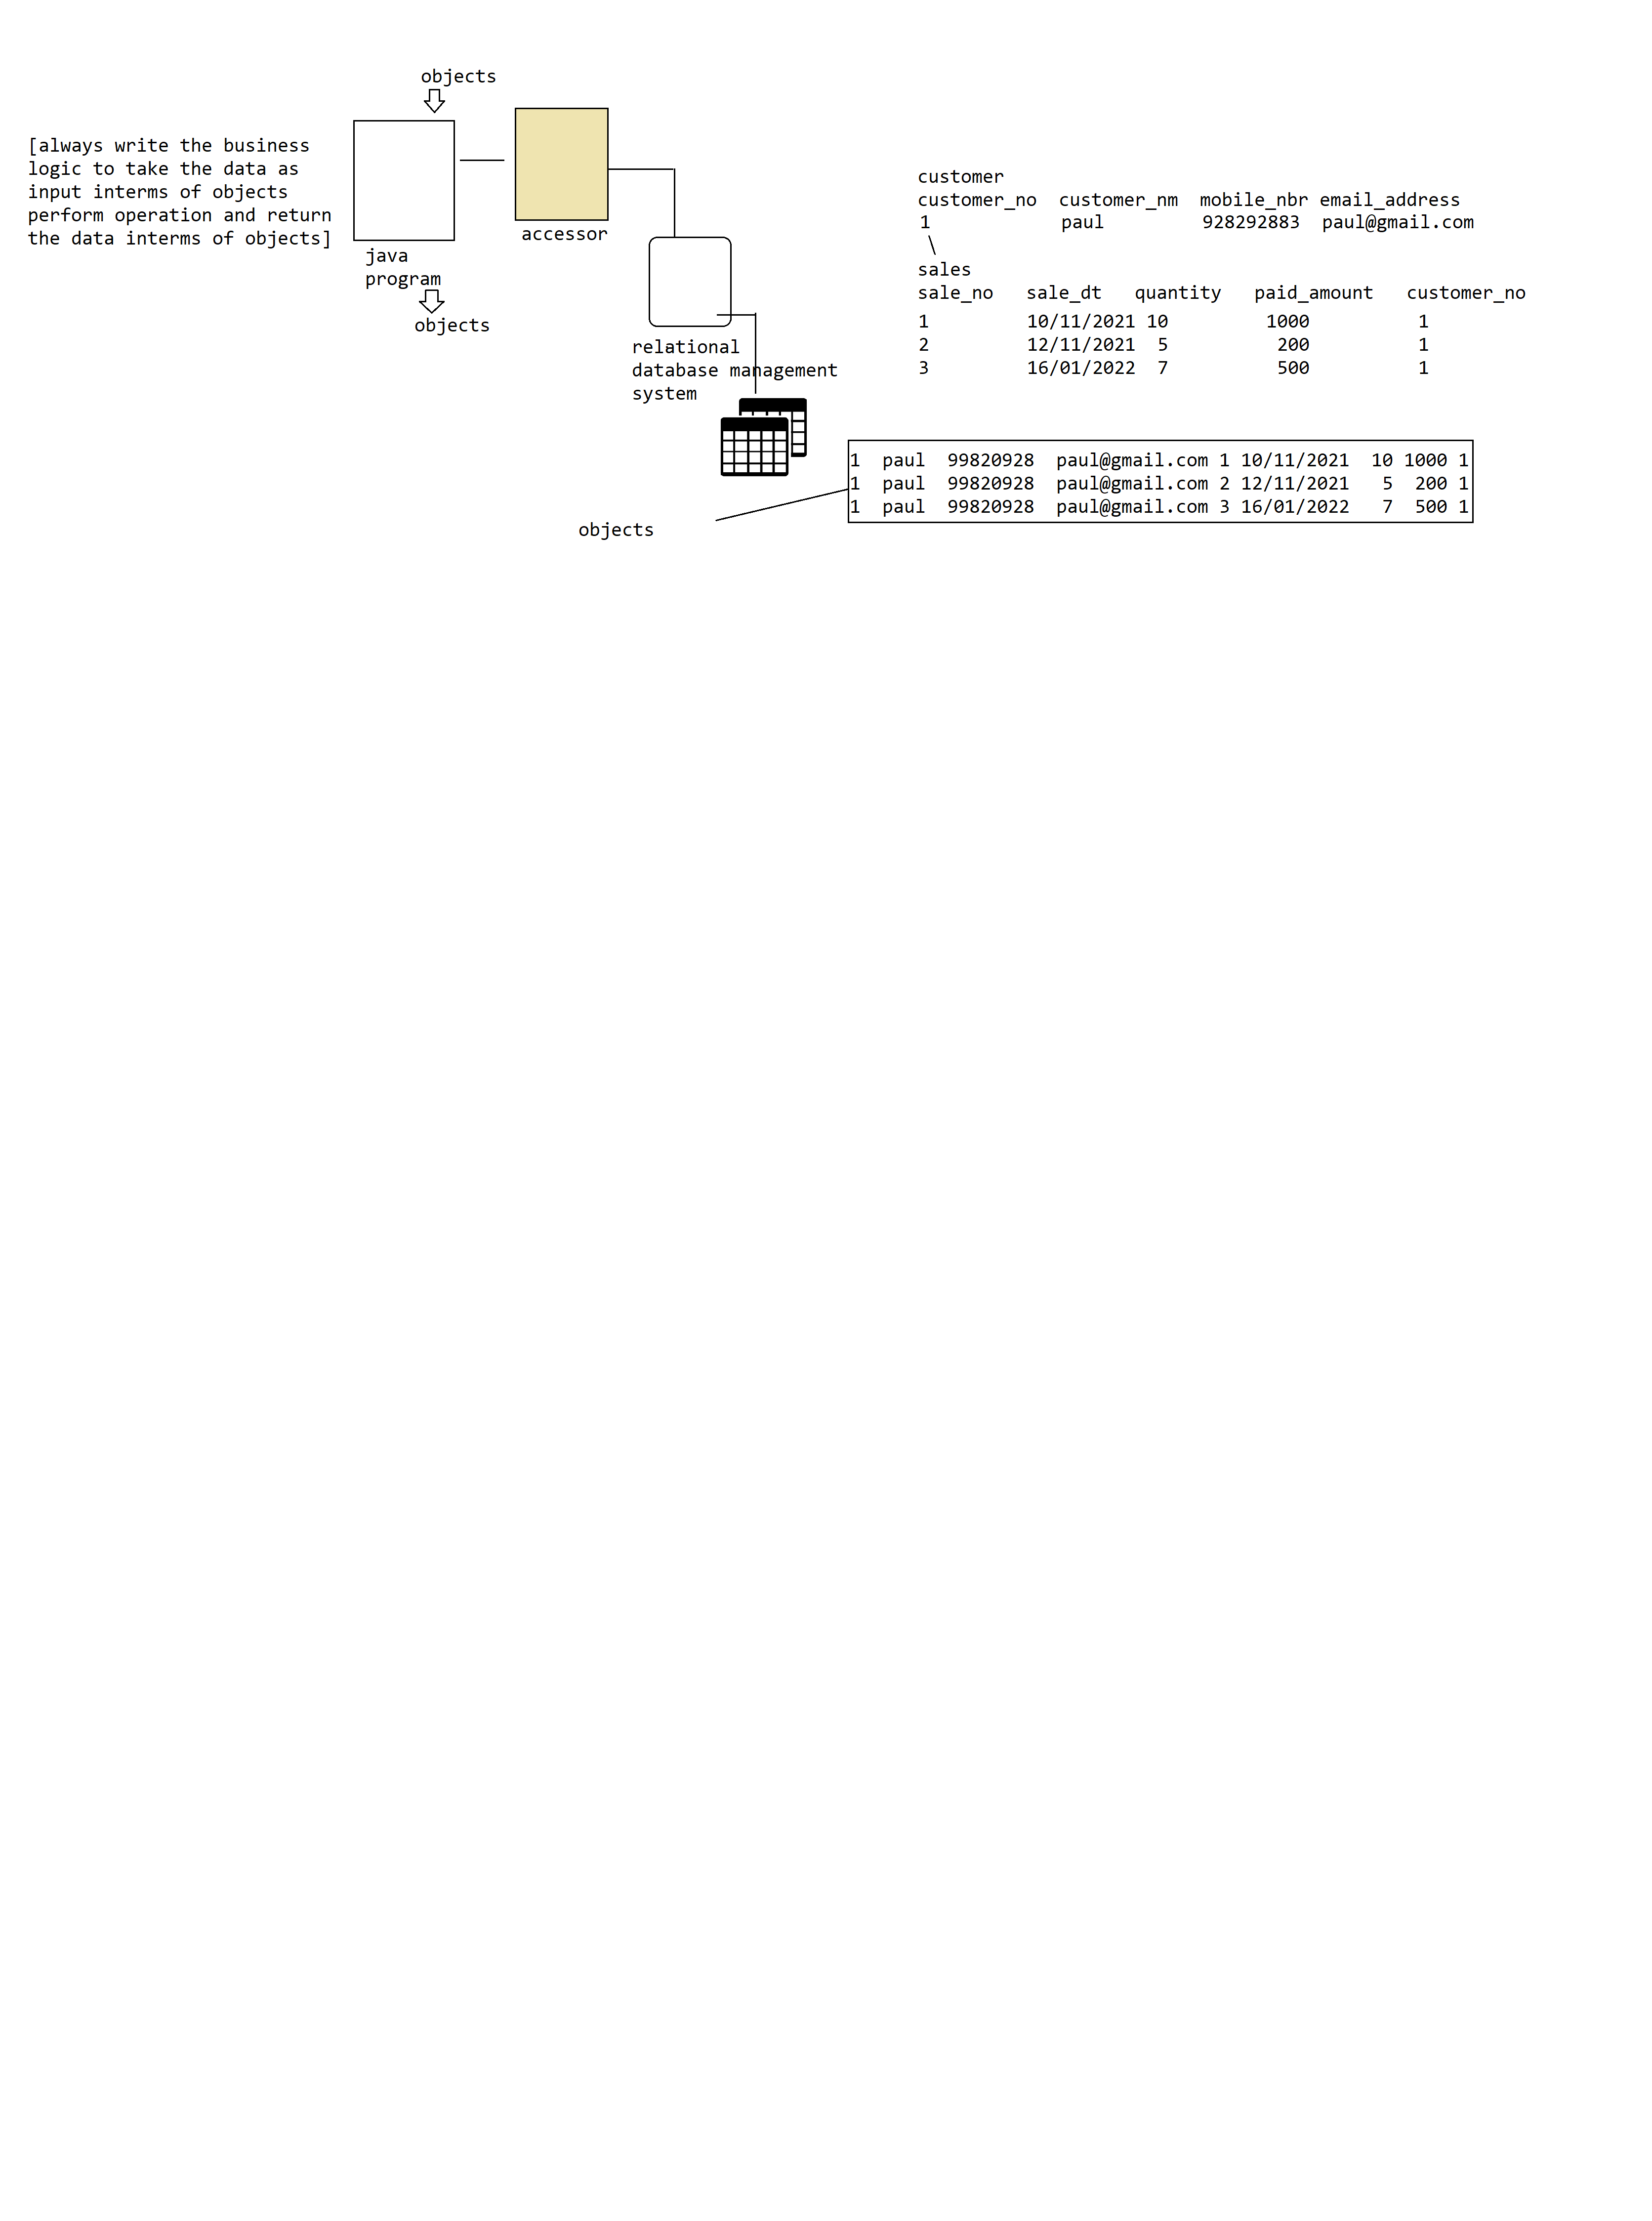 objects
[always write the business
logic to take the data as
input interms of objects
perform operation and return
the data interms of objects]
java
program
objects
accessor
relational
database management
system
customer
customer_no customer_nm mobile_nbr email_address
1 paul 928292883 paul@gmail.com
sales
sale_no sale_dt quantity paid_amount customer_no
1 10/11/2021 10 1000 1
2 12/11/2021 5 200 1
3 16/01/2022 7 500 1
1 paul 99820928 paul@gmail.com 1 10/11/2021 10 1000 1
1 paul 99820928 paul@gmail.com 2 12/11/2021 5 200 1
1 paul 99820928 paul@gmail.com 3 16/01/2022 7 500 1
objects